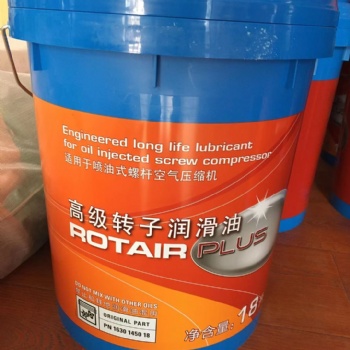 Engineered long life lubricant
for oil injected screw compressor
适用于喷油式螺杆空气压缩机
高级转子润滑油
ROTAIR PLUS
DO NOT MIX WITH OTHER OILS
ORIGINAL PART
PN 1630 1450 18
净含量: 18